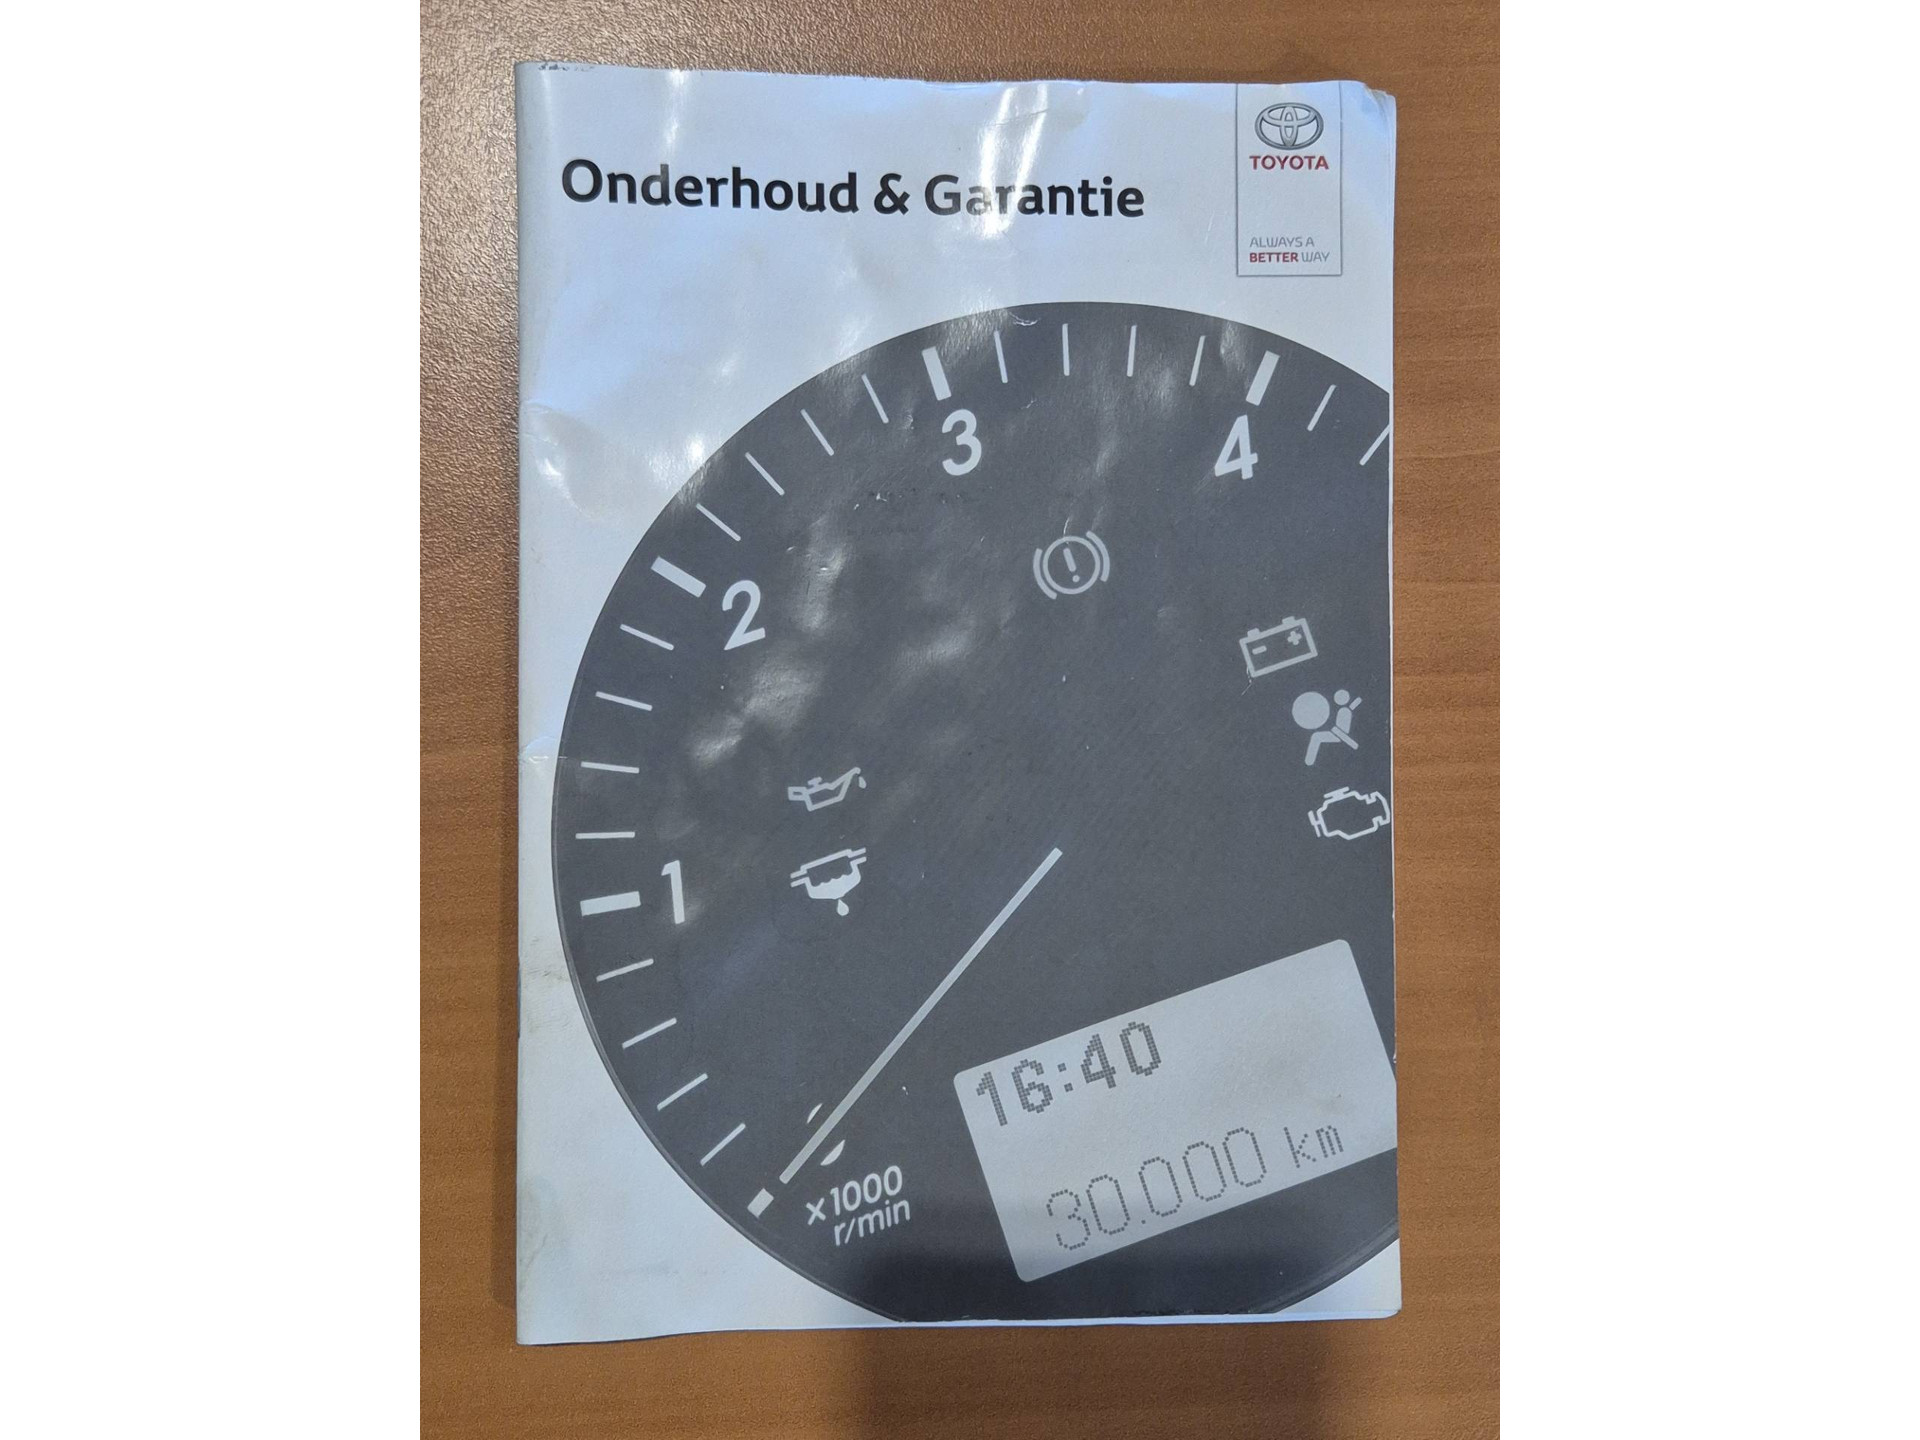 Onderhoud & Garantie
TOYOTA
ALWAYS A
BETTER WAY
3
4
2
1
16:40
30.000 km
x1000
r/min